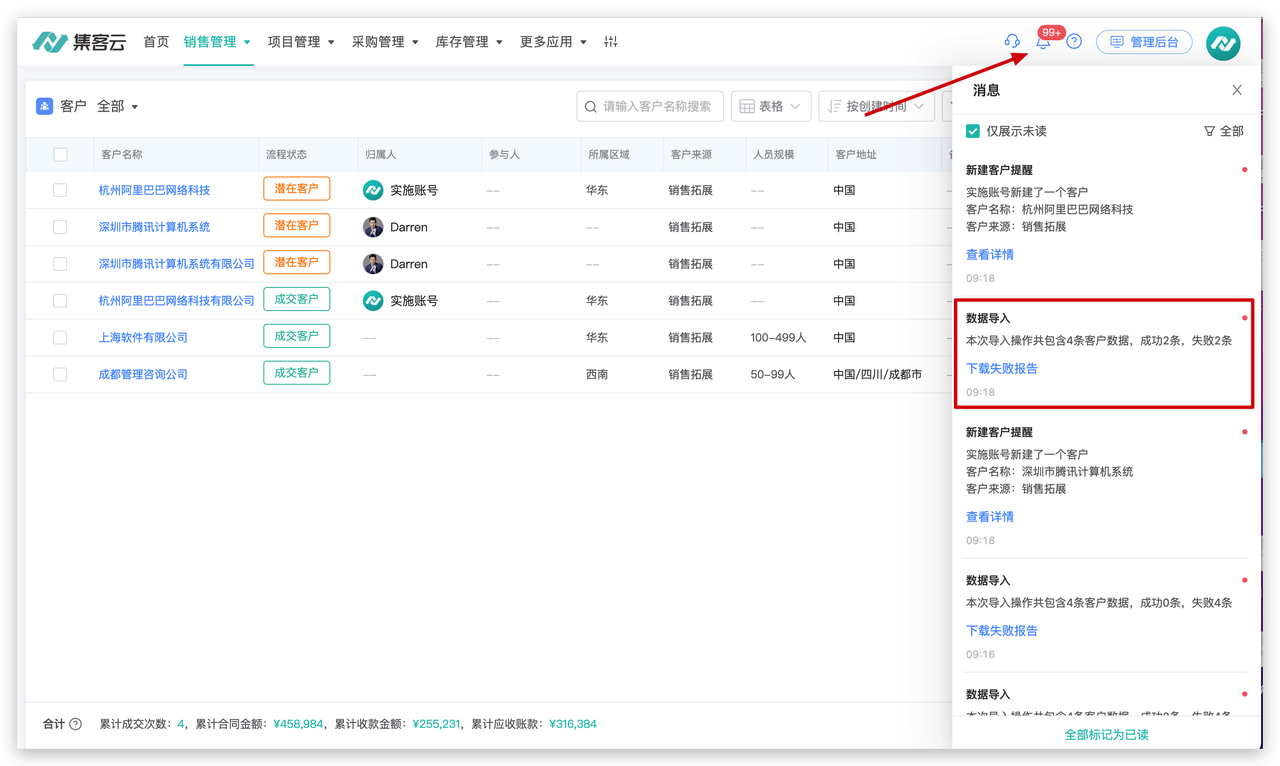 集客云 首页 销售管理 项目管理 采购管理 库存管理 更多应用 99+ 管理后台
客户 全部 请输入客户名称搜索 表格 按创建时间
客户名称 流程状态 归属人 参与人 所属区域 客户来源 人员规模 客户地址
杭州阿里巴巴网络科技 潜在客户 实施账号 -- 华东 销售拓展 -- 中国
深圳市腾讯计算机系统 潜在客户 Darren -- -- 销售拓展 -- 中国
深圳市腾讯计算机系统有限公司 潜在客户 Darren -- -- 销售拓展 -- 中国
杭州阿里巴巴网络科技有限公司 成交客户 实施账号 -- 华东 销售拓展 -- 中国
上海软件有限公司 成交客户 -- -- 华东 销售拓展 100-499人 中国
成都管理咨询公司 成交客户 -- -- 西南 销售拓展 50-99人 中国/四川/成都市
合计 累计成交次数：4，累计合同金额：¥458,984，累计收款金额：¥255,231，累计应收账款：¥316,384
消息
仅展示未读 全部
新建客户提醒
实施账号新建了一个客户
客户名称：杭州阿里巴巴网络科技
客户来源：销售拓展
查看详情
09:18
数据导入
本次导入操作共包含4条客户数据，成功2条，失败2条
下载失败报告
09:18
新建客户提醒
实施账号新建了一个客户
客户名称：深圳市腾讯计算机系统
客户来源：销售拓展
查看详情
09:18
数据导入
本次导入操作共包含4条客户数据，成功0条，失败4条
下载失败报告
09:16
数据导入
本次导入操作共包含4条客户数据，成功0条，失败4条
全部标记为已读